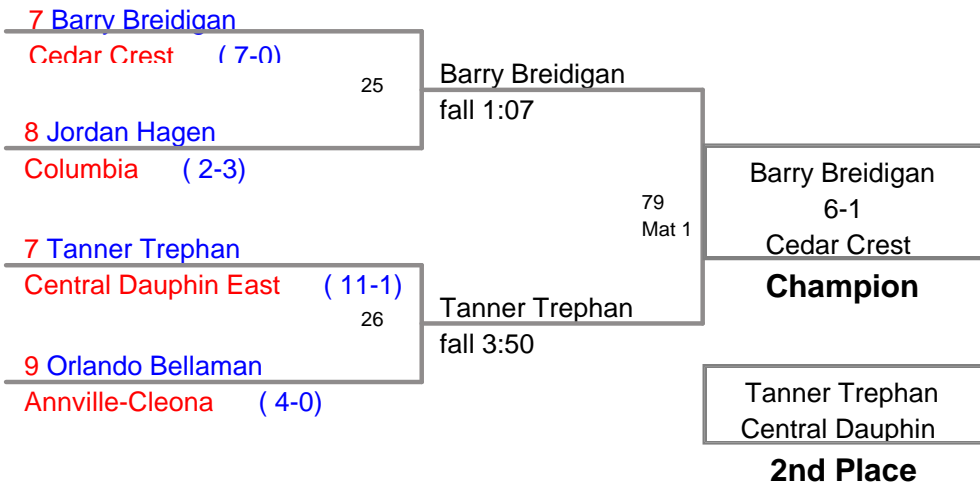 7 Barry Breidigan
Cedar Crest ( 7-0)
25
Barry Breidigan
fall 1:07
8 Jordan Hagen
Columbia ( 2-3)
79
Mat 1
Barry Breidigan
6-1
Cedar Crest
Champion
7 Tanner Trephan
Central Dauphin East ( 11-1)
26
Tanner Trephan
fall 3:50
9 Orlando Bellaman
Annville-Cleona ( 4-0)
Tanner Trephan
Central Dauphin
2nd Place